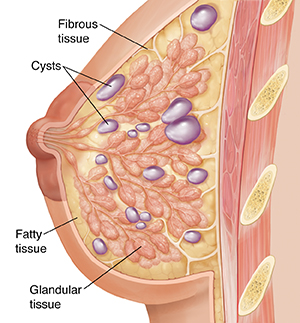 Fibrous
tissue
Cysts
Fatty
tissue
Glandular
tissue